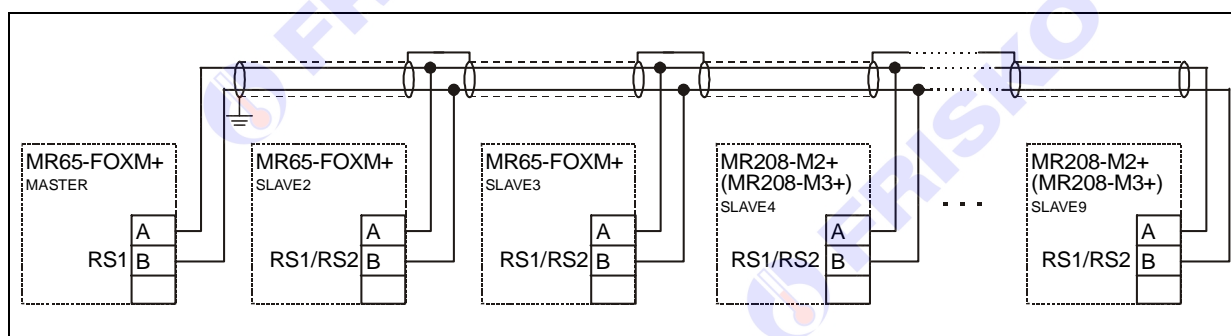 MR65-FOXM+
MASTER
A
RS1 B
MR65-FOXM+
SLAVE2
A
RS1/RS2 B
MR65-FOXM+
SLAVE3
A
RS1/RS2 B
MR208-M2+
(MR208-M3+)
SLAVE4
A
RS1/RS2 B
. . .
MR208-M2+
(MR208-M3+)
SLAVE9
A
RS1/RS2 B
FRISKO